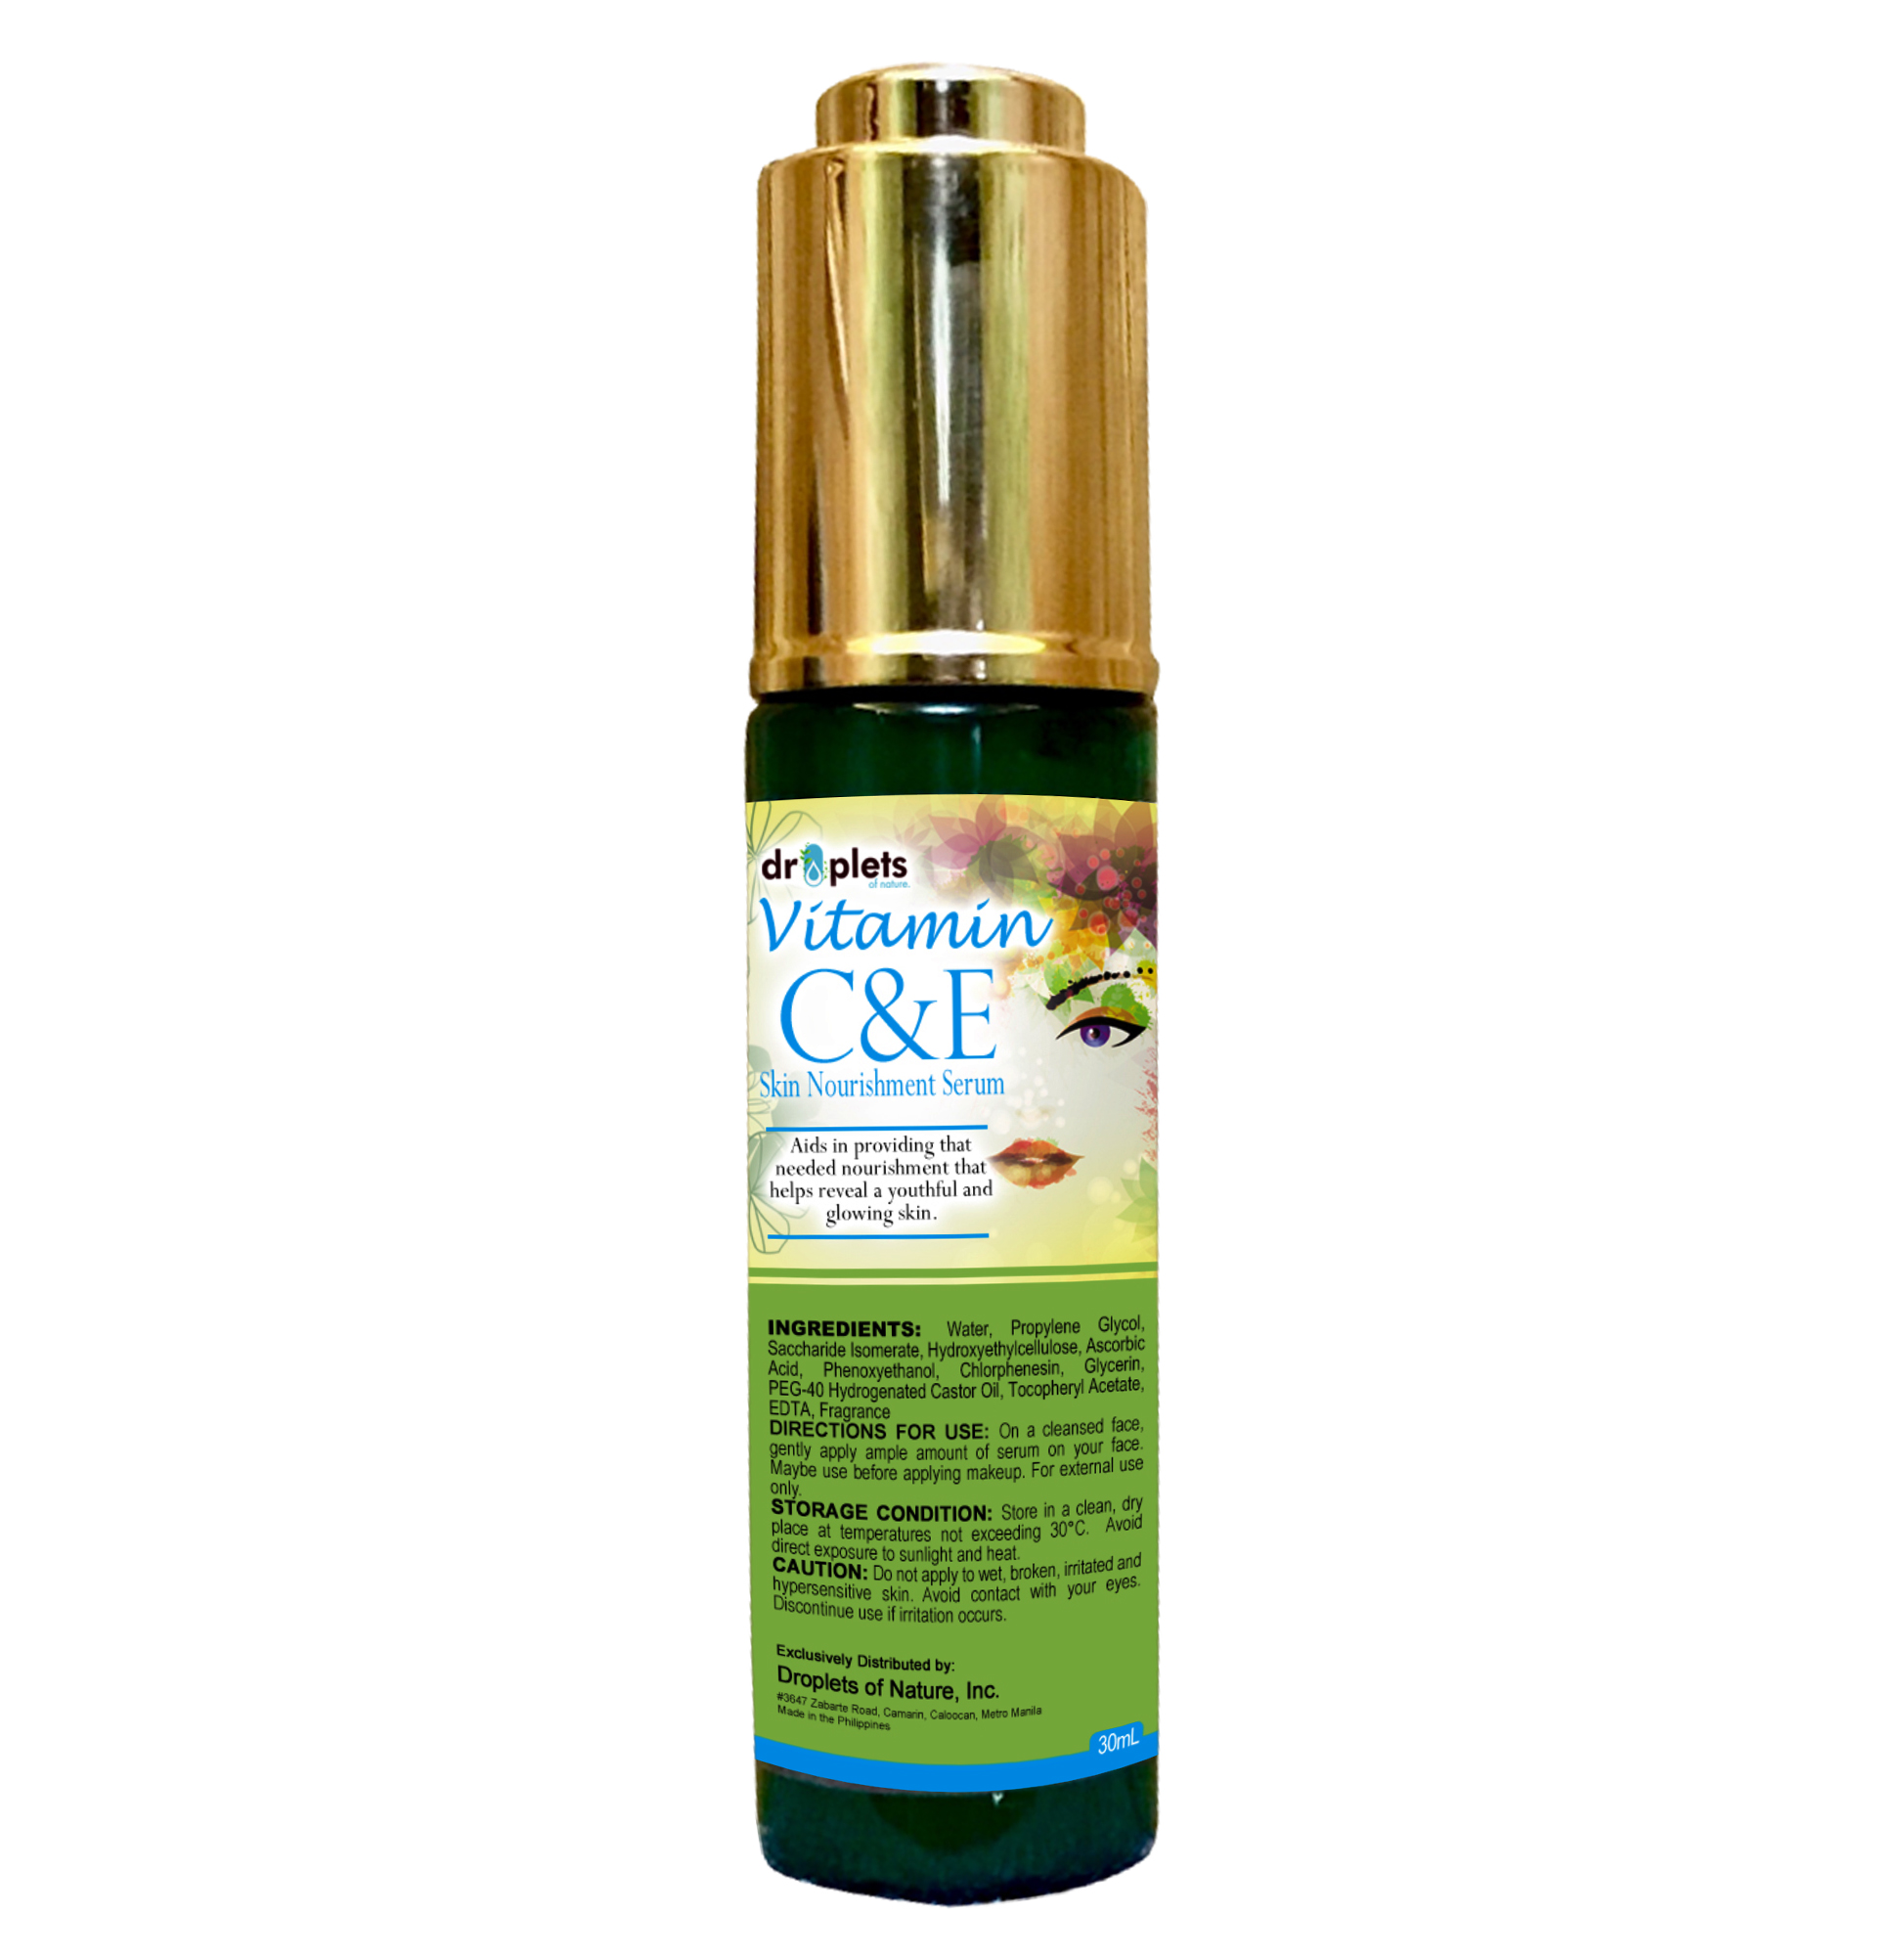 droplets
of nature.
Vitamin
C&E
Skin Nourishment Serum
Aids in providing that
needed nourishment that
helps reveal a youthful and
glowing skin.
INGREDIENTS: Water, Propylene Glycol,
Saccharide Isomerate, Hydroxyethylcellulose, Ascorbic
Acid, Phenoxyethanol, Chlorphenesin, Glycerin,
PEG-40 Hydrogenated Castor Oil, Tocopheryl Acetate,
EDTA, Fragrance
DIRECTIONS FOR USE: On a cleansed face,
gently apply ample amount of serum on your face.
Maybe use before applying makeup. For external use
only.
STORAGE CONDITION: Store in a clean, dry
place at temperatures not exceeding 30°C. Avoid
direct exposure to sunlight and heat.
CAUTION: Do not apply to wet, broken, irritated and
hypersensitive skin. Avoid contact with your eyes.
Discontinue use if irritation occurs.
Exclusively Distributed by:
Droplets of Nature, Inc.
#3647 Zabarte Road, Camarin, Caloocan, Metro Manila
Made in the Philippines
30mL